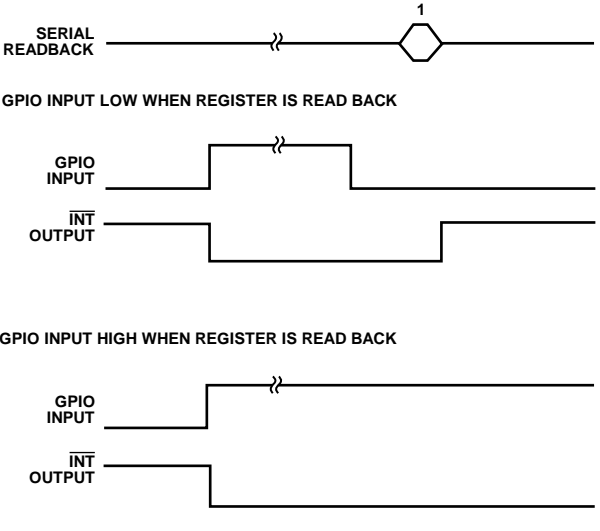 1
SERIAL
READBACK
GPIO INPUT LOW WHEN REGISTER IS READ BACK
GPIO
INPUT
INT
OUTPUT
GPIO INPUT HIGH WHEN REGISTER IS READ BACK
GPIO
INPUT
INT
OUTPUT